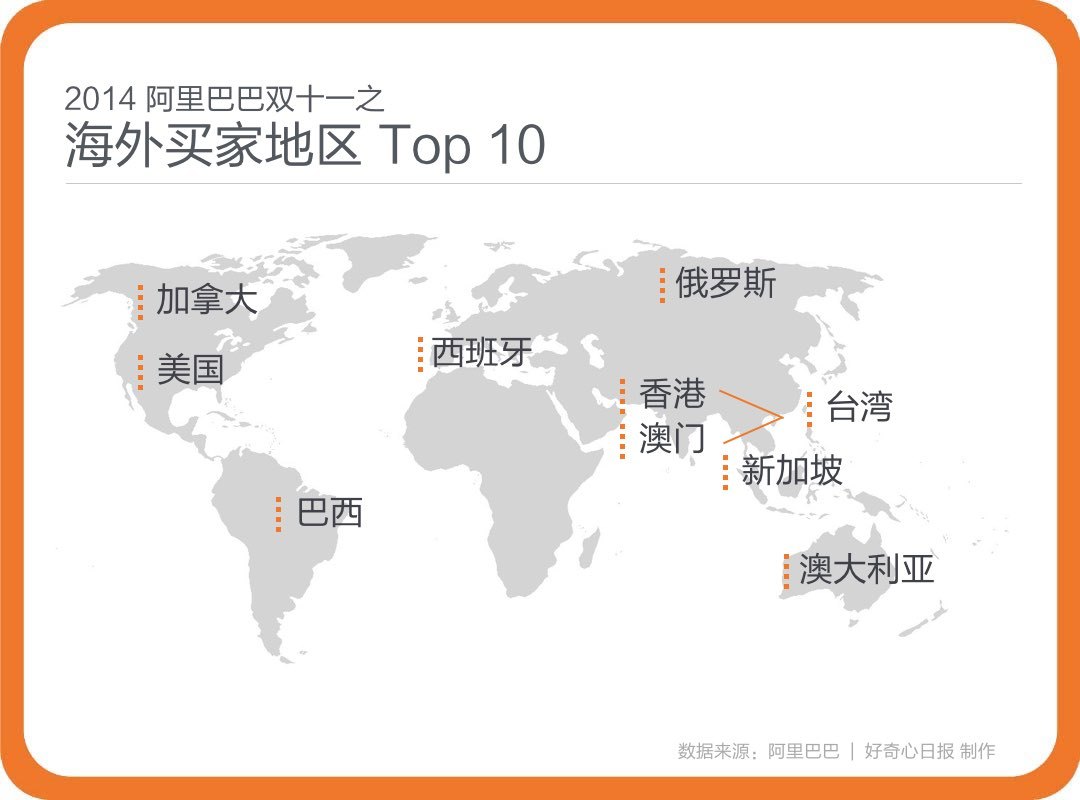 2014 阿里巴巴双十一之
海外买家地区 Top 10
俄罗斯
加拿大
西班牙
美国
香港
台湾
澳门
新加坡
巴西
澳大利亚
数据来源：阿里巴巴 | 好奇心日报 制作